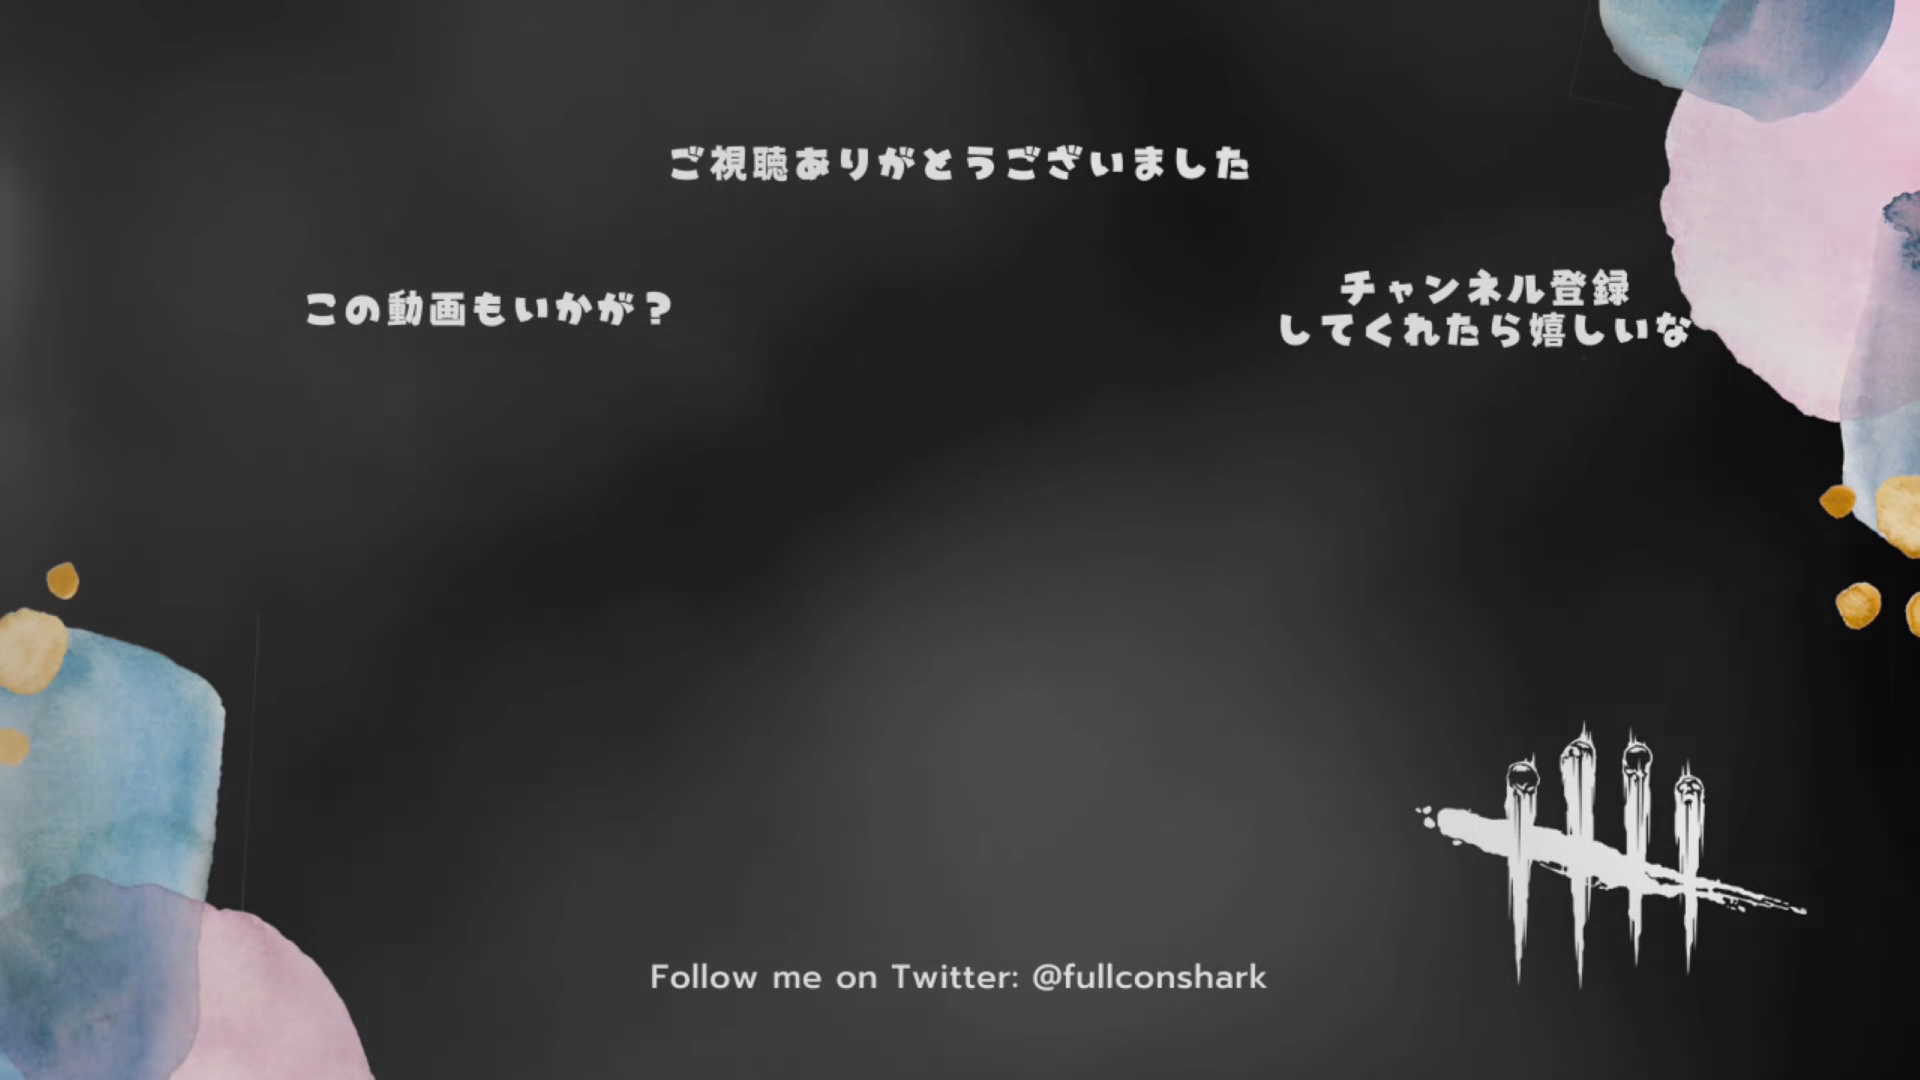 ご視聴ありがとうございました
この動画もいかが？
チャンネル登録
してくれたら嬉しいな
Follow me on Twitter: @fullconshark